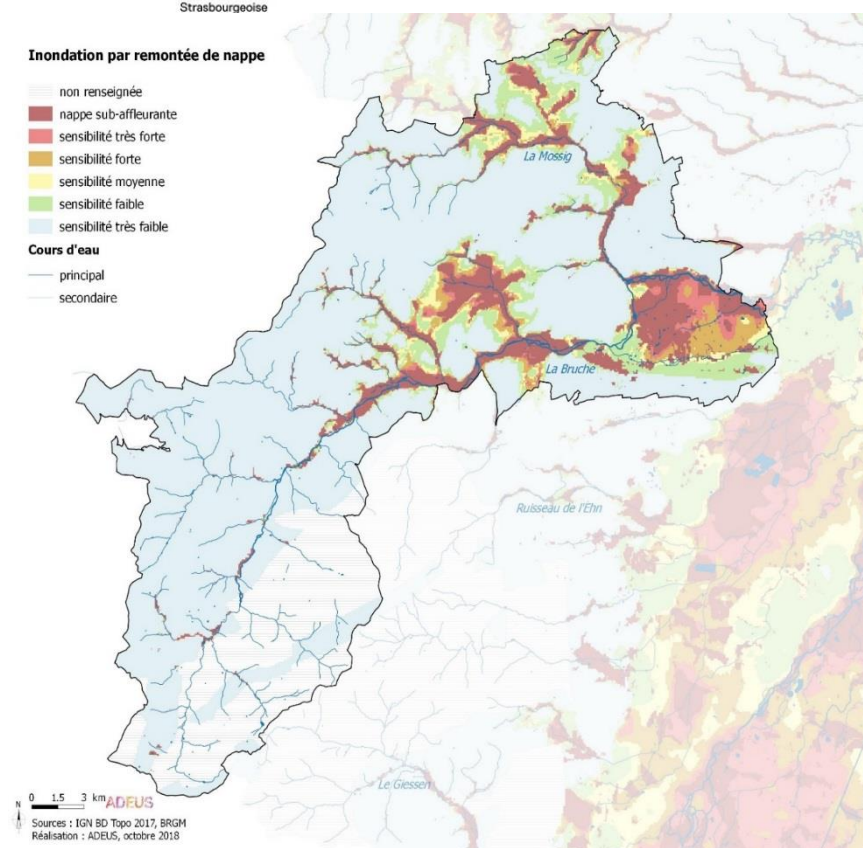 Strasbourgeoise
Inondation par remontée de nappe
non renseignée
nappe sub-affleurante
sensibilité très forte
sensibilité forte
sensibilité moyenne
sensibilité faible
sensibilité très faible
Cours d'eau
principal
secondaire
La Mossig
La Bruche
Ruisseau de l'Ehn
Le Giessen
N
0 1.5 3 km ADEUS
Sources : IGN BD Topo 2017, BRGM
Réalisation : ADEUS, octobre 2018